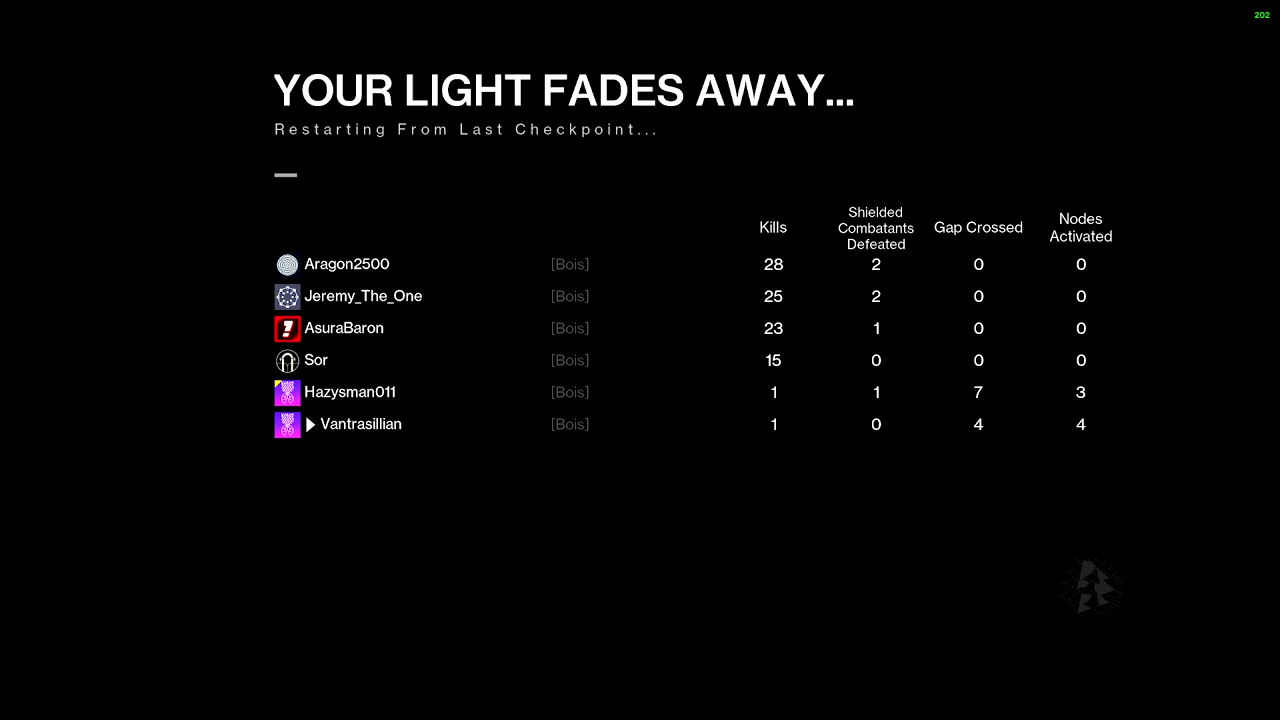 202
YOUR LIGHT FADES AWAY...
Restarting From Last Checkpoint...
Kills Shielded Combatants Defeated Gap Crossed Nodes Activated
Aragon2500 [Bois] 28 2 0 0
Jeremy_The_One [Bois] 25 2 0 0
AsuraBaron [Bois] 23 1 0 0
Sor [Bois] 15 0 0 0
Hazysman011 [Bois] 1 1 7 3
Vantrasillian [Bois] 1 0 4 4